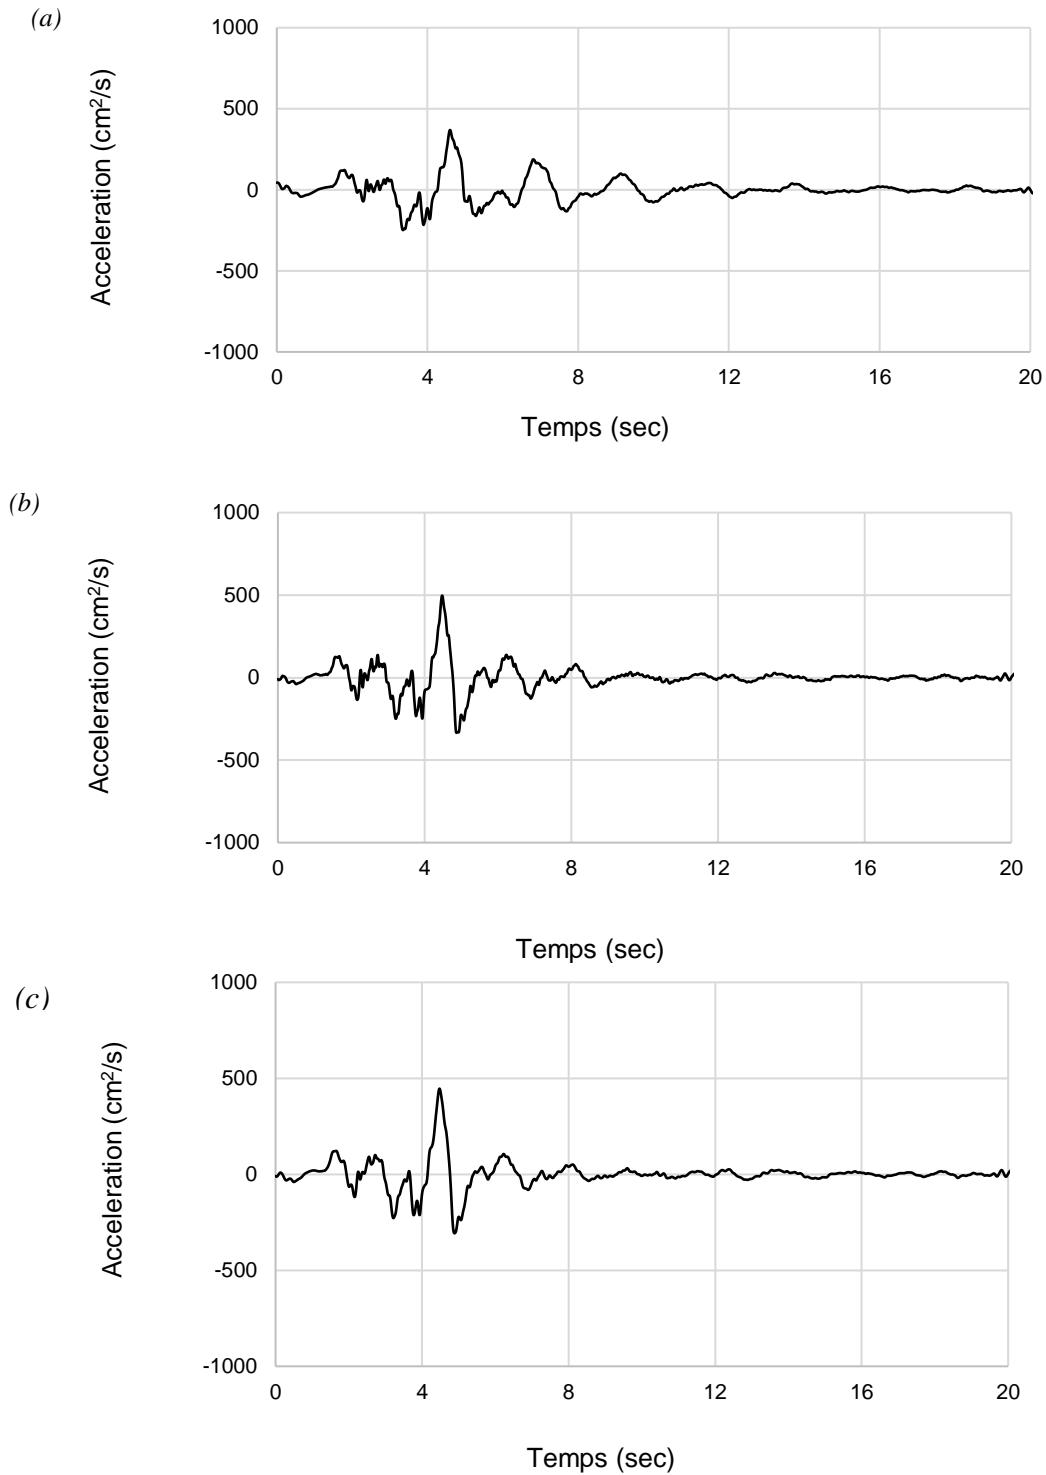 (a)
Acceleration (cm²/s)
1000
500
0
-500
-1000
0 4 8 12 16 20
Temps (sec)
(b)
Acceleration (cm²/s)
1000
500
0
-500
-1000
0 4 8 12 16 20
Temps (sec)
(c)
Acceleration (cm²/s)
1000
500
0
-500
-1000
0 4 8 12 16 20
Temps (sec)